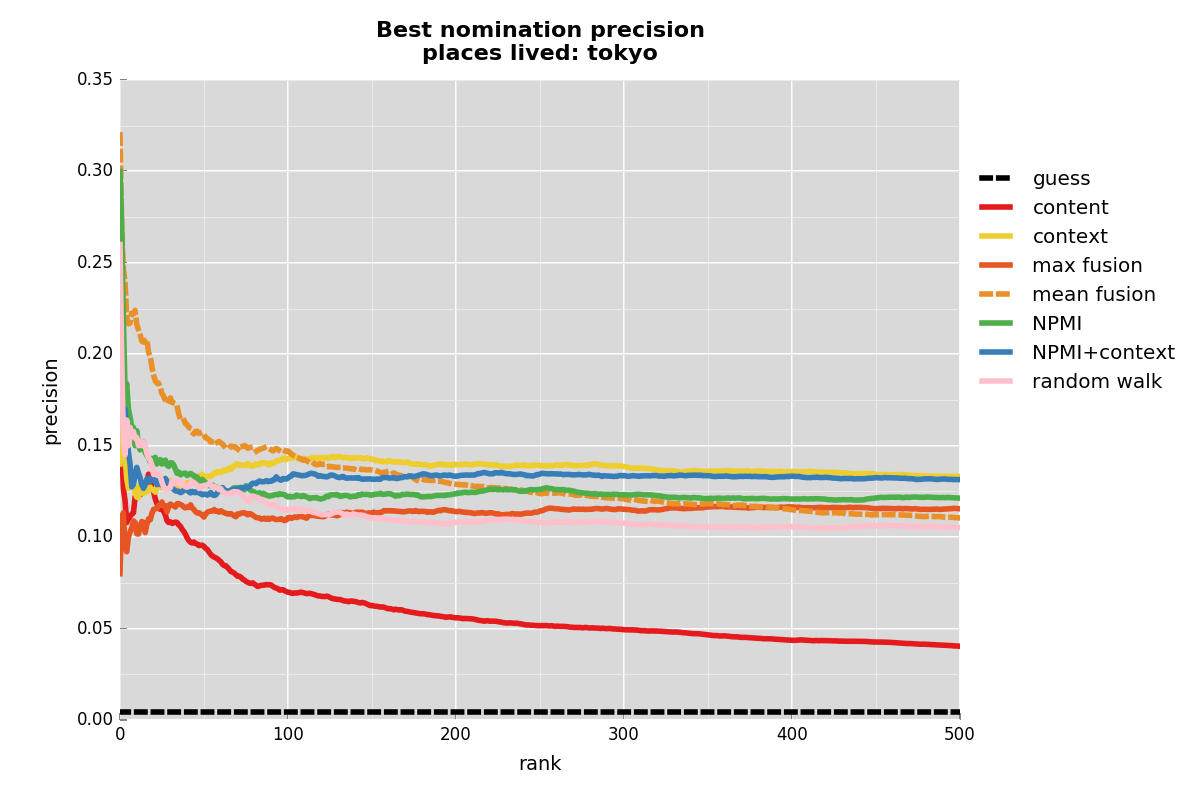 Best nomination precision
places lived: tokyo
0.35
0.30
0.25
0.20
0.15
0.10
0.05
0.00
precision
0
100
200
300
400
500
rank
guess
content
context
max fusion
mean fusion
NPMI
NPMI+context
random walk